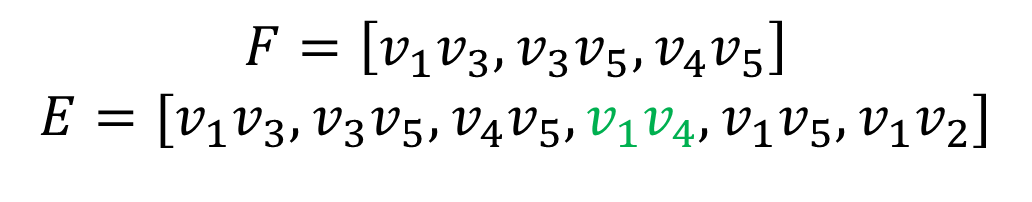 F = [v₁v₃, v₃v₅, v₄v₅]
E = [v₁v₃, v₃v₅, v₄v₅, v₁v₄, v₁v₅, v₁v₂]